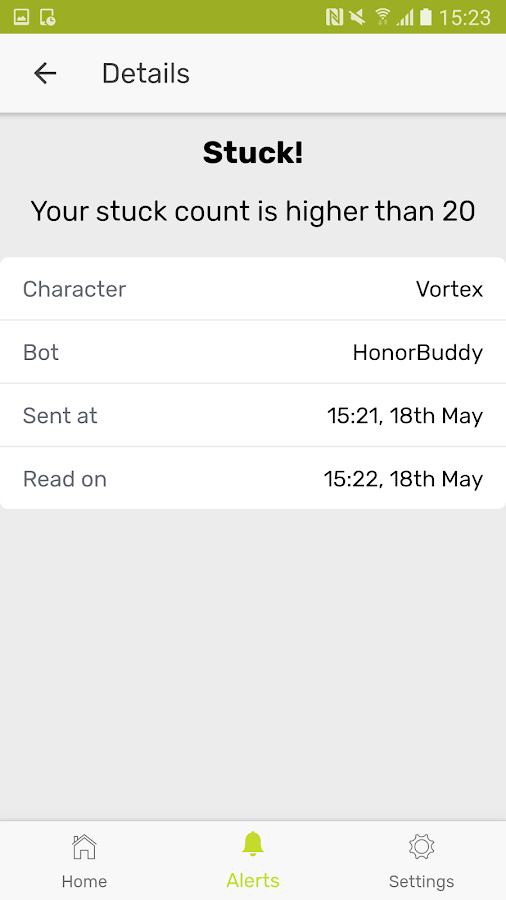 15:23
Details
Stuck!
Your stuck count is higher than 20
Character Vortex
Bot HonorBuddy
Sent at 15:21, 18th May
Read on 15:22, 18th May
Home Alerts Settings